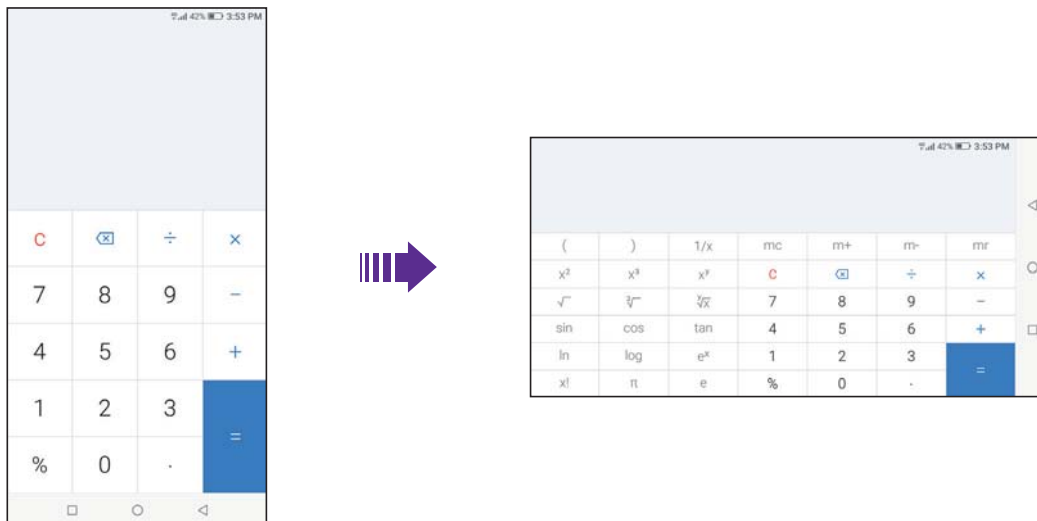 42% 3:53 PM
C ÷ ×
7 8 9 −
4 5 6 +
1 2 3
=
% 0 .
42% 3:53 PM
( ) 1/x mc m+ m- mr
x² x³ xʸ C ÷ ×
√ ∛ ʸ√x 7 8 9 −
sin cos tan 4 5 6 +
ln log eˣ 1 2 3
=
x! π e % 0 .